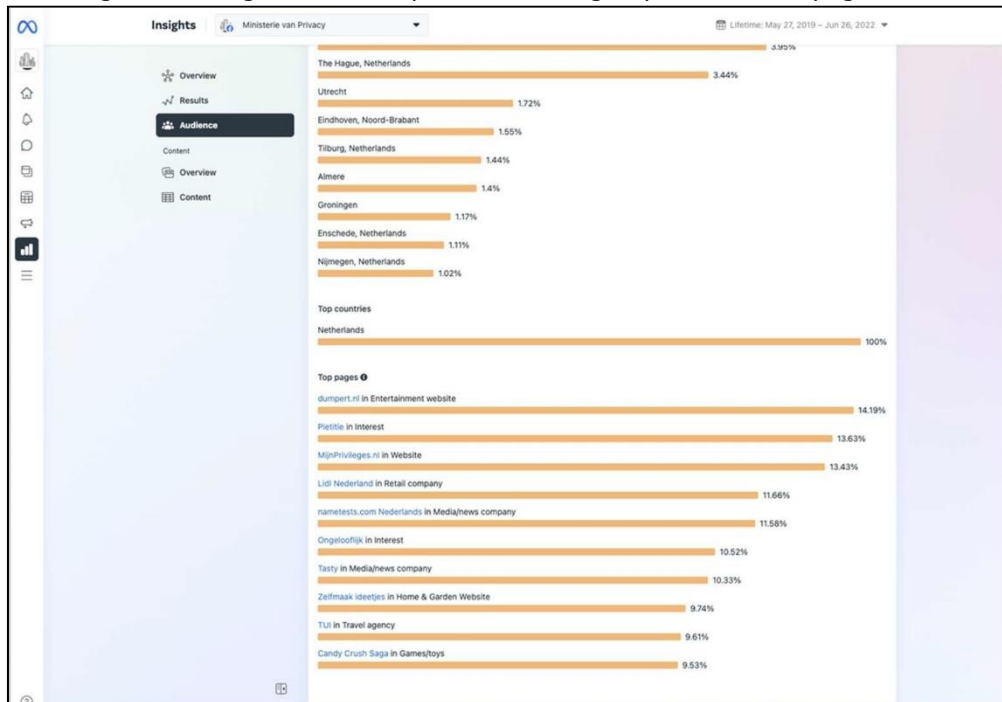 Insights
Ministerie van Privacy
Lifetime: May 27, 2019 – Jun 26, 2022
Overview
Results
Audience
Content
Overview
Content
3.95%
The Hague, Netherlands
3.44%
Utrecht
1.72%
Eindhoven, Noord-Brabant
1.55%
Tilburg, Netherlands
1.44%
Almere
1.4%
Groningen
1.17%
Enschede, Netherlands
1.11%
Nijmegen, Netherlands
1.02%
Top countries
Netherlands
100%
Top pages
dumpert.nl in Entertainment website
14.19%
Pietitie in Interest
13.63%
MijnPrivileges.nl in Website
13.43%
Lidl Nederland in Retail company
11.66%
nametests.com Nederlands in Media/news company
11.58%
Ongelooflijk in Interest
10.52%
Tasty in Media/news company
10.33%
Zelfmaak ideetjes in Home & Garden Website
9.74%
TUI in Travel agency
9.61%
Candy Crush Saga in Games/toys
9.53%